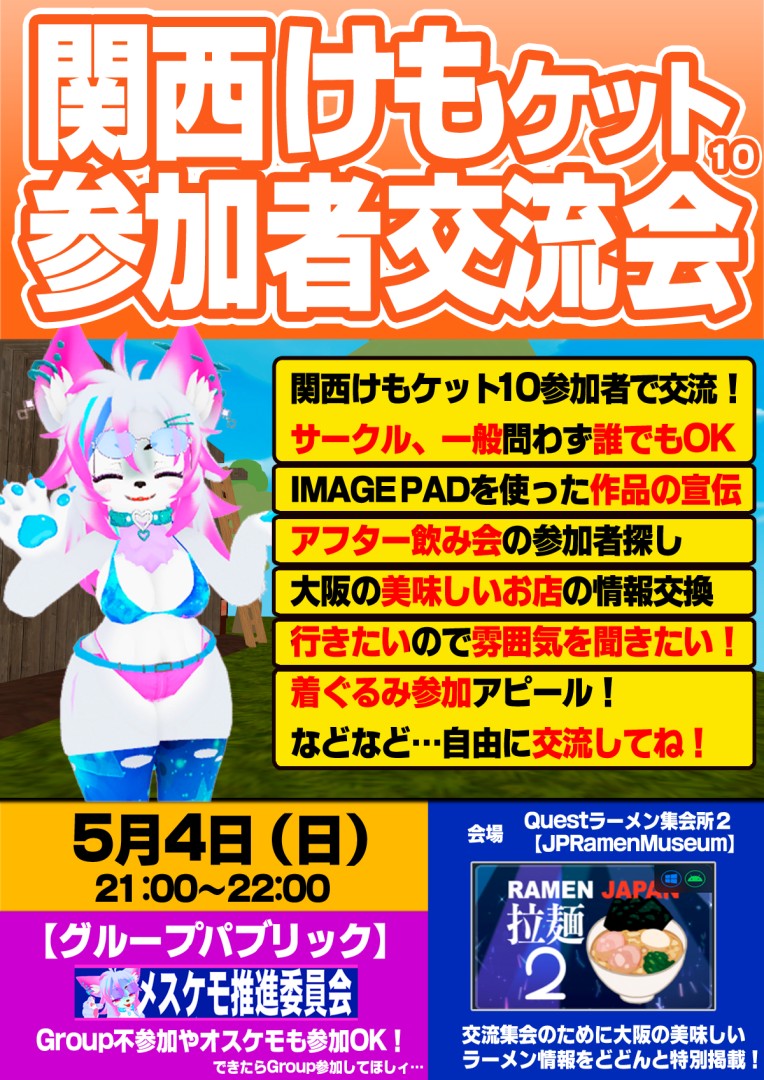 関西けもケット10
参加者交流会
関西けもケット10参加者で交流！
サークル、一般問わず誰でもOK
IMAGE PADを使った作品の宣伝
アフター飲み会の参加者探し
大阪の美味しいお店の情報交換
行きたいので雰囲気を聞きたい！
着ぐるみ参加アピール！
などなど…自由に交流してね！
5月4日（日）
21:00～22:00
【グループパブリック】
メスケモ推進委員会
Group不参加やオスケモも参加OK！
できたらGroup参加してほしィ…
会場
Questラーメン集会所２
【JPRamenMuseum】
RAMEN JAPAN
拉麺
2
交流集会のために大阪の美味しい
ラーメン情報をどどんと特別掲載！